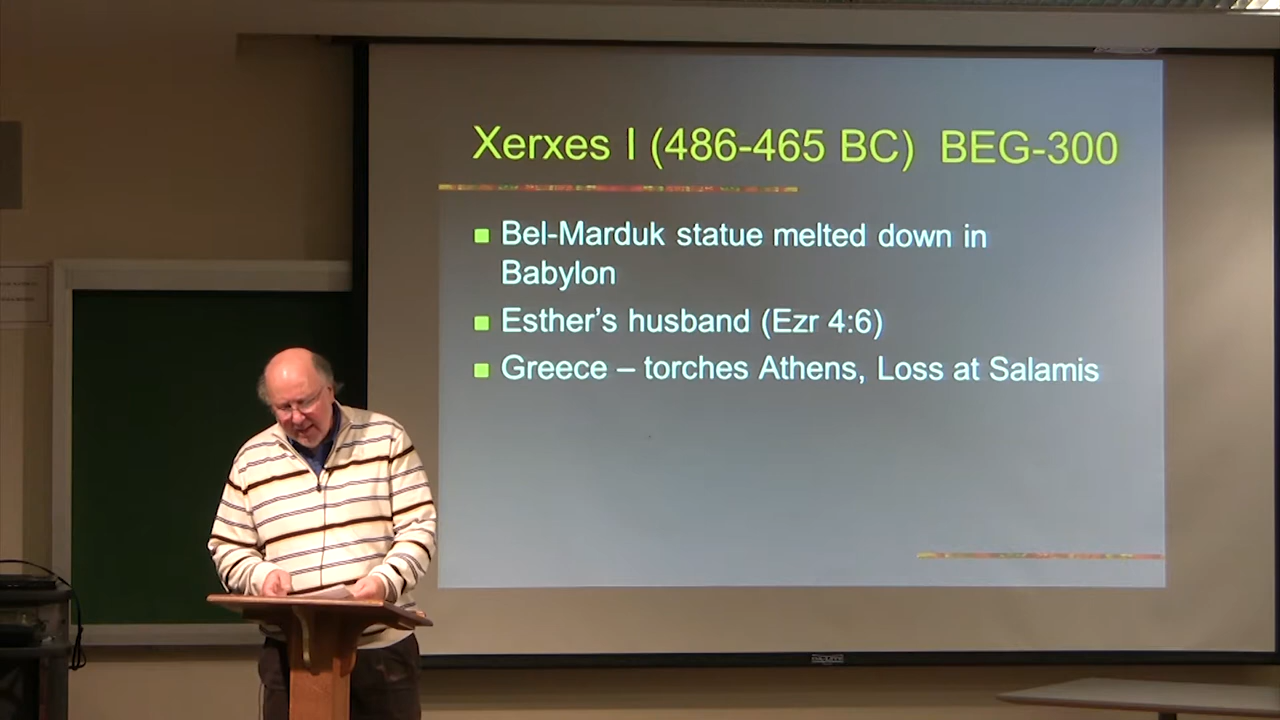 Xerxes I (486-465 BC) BEG-300
Bel-Marduk statue melted down in
Babylon
Esther’s husband (Ezr 4:6)
Greece – torches Athens, Loss at Salamis